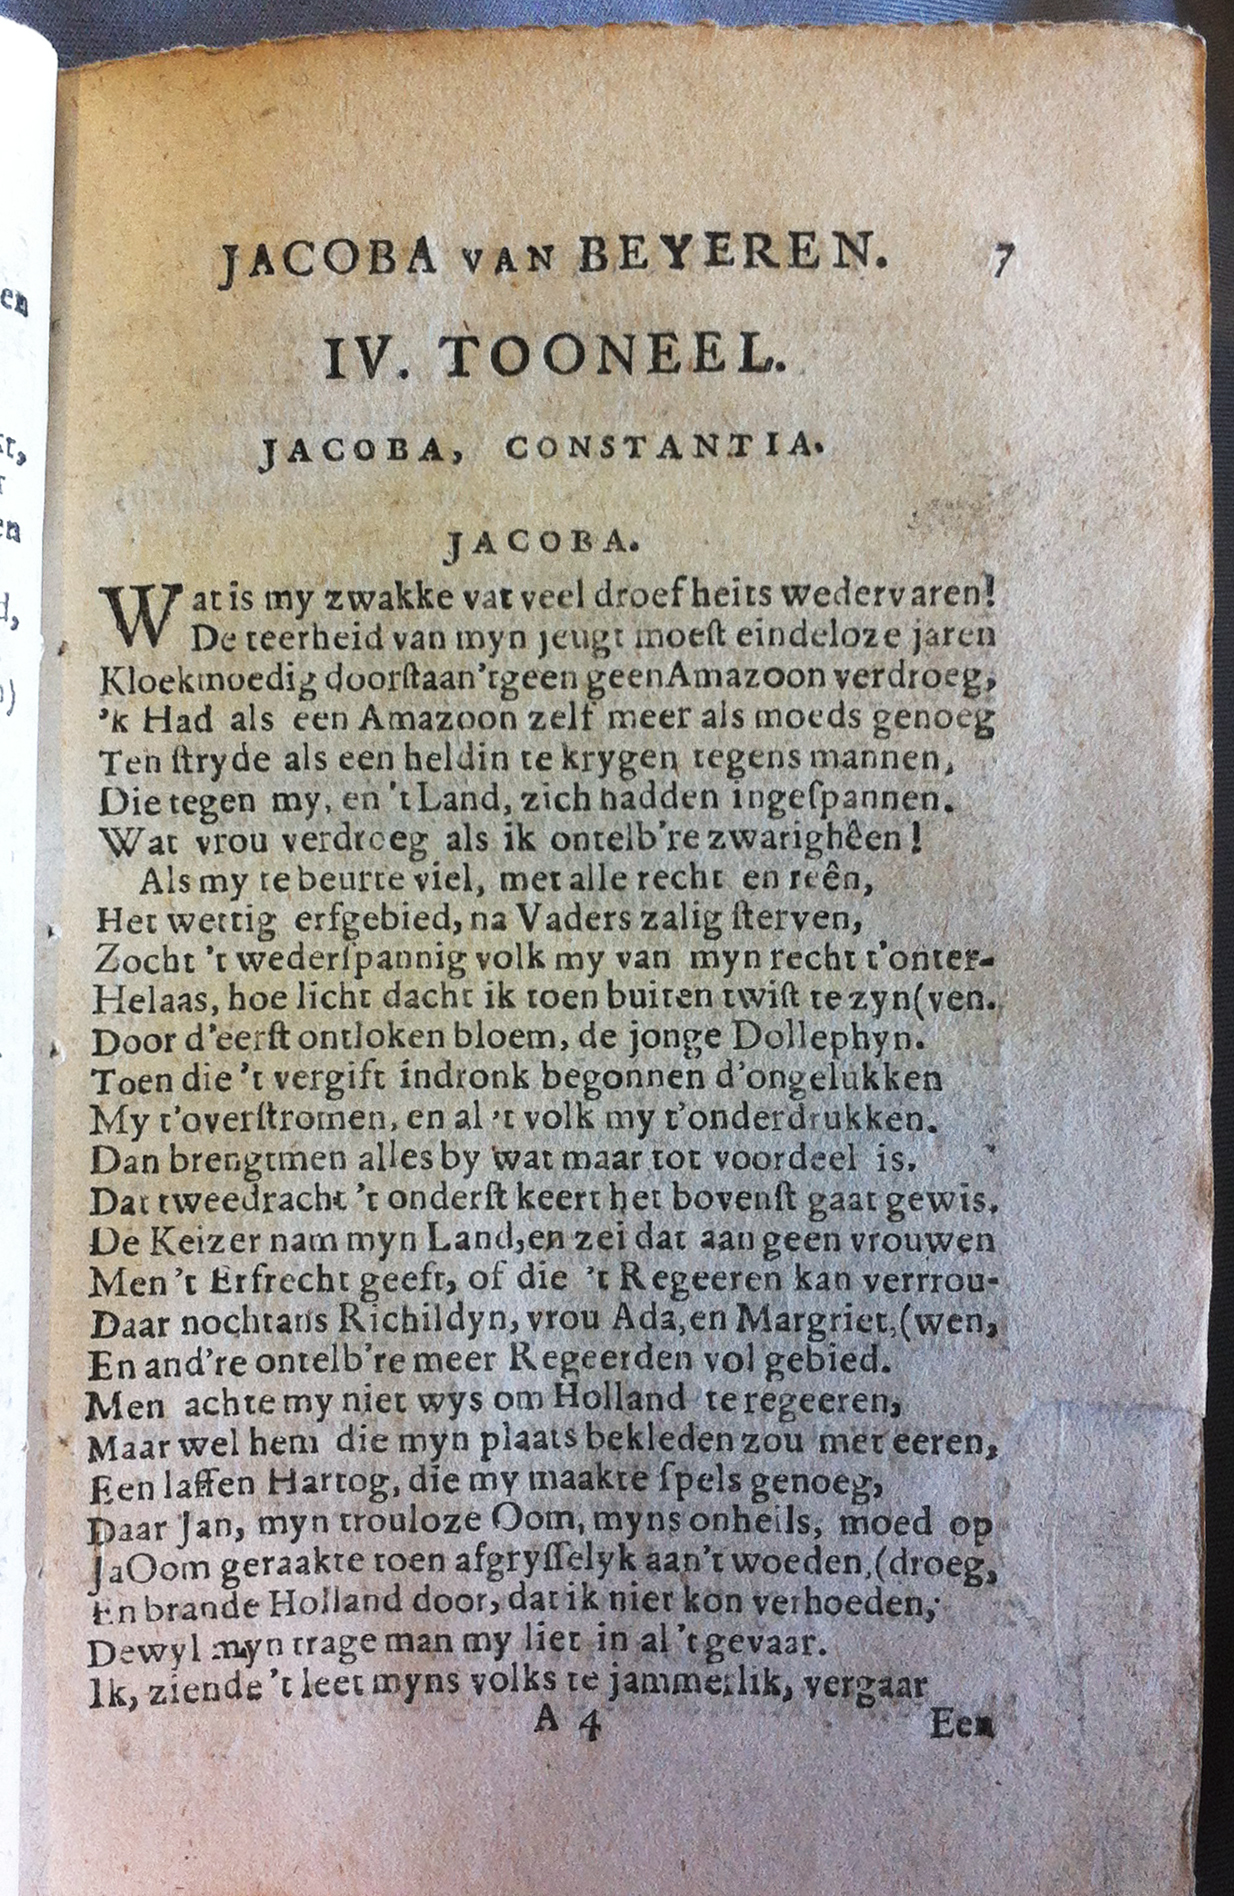 JACOBA VAN BEYEREN. 7
IV. TOONEEL.
JACOBA, CONSTANTIA.
JACOBA.
Wat is my zwakke vat veel droefheits wedervaren!
De teerheid van myn jeugt moeſt eindeloze jaren
Kloekmoedig doorſtaan 'tgeen geen Amazoon verdroeg,
'k Had als een Amazoon zelf meer als moeds genoeg
Ten ſtryde als een heldin te krygen tegens mannen,
Die tegen my, en 't Land, zich hadden ingeſpannen.
Wat vrou verdroeg als ik ontelb're zwarighêen!
Als my te beurte viel, met alle recht en reên,
Het wettig erfgebied, na Vaders zalig ſterven,
Zocht 't wederſpannig volk my van myn recht t'onter-
Helaas, hoe licht dacht ik toen buiten twiſt te zyn(ven.
Door d'eerſt ontloken bloem, de jonge Dollephyn.
Toen die 't vergift indronk begonnen d'ongelukken
My t'overſtromen, en al 't volk my t'onderdrukken.
Dan brengtmen alles by wat maar tot voordeel is.
Dat tweedracht 't onderſt keert het bovenſt gaat gewis.
De Keizer nam myn Land, en zei dat aan geen vrouwen
Men 't Erfrecht geeft, of die 't Regeeren kan verrrou-
Daar nochtans Richildyn, vrou Ada, en Margriet,(wen,
En and're ontelb're meer Regeerden vol gebied.
Men achte my niet wys om Holland te regeeren,
Maar wel hem die myn plaats bekleden zou met eeren,
Een laffen Hartog, die my maakte ſpels genoeg,
Daar Jan, myn trouloze Oom, myns onheils, moed op
Ja Oom geraakte toen afgryſſelyk aan't woeden,(droeg,
En brande Holland door, dat ik niet kon verhoeden,
Dewyl myn trage man my liet in al 't gevaar.
Ik, ziende 't leet myns volks te jammerlik, vergaar
A 4 Een
en
kt,
en
d,
)